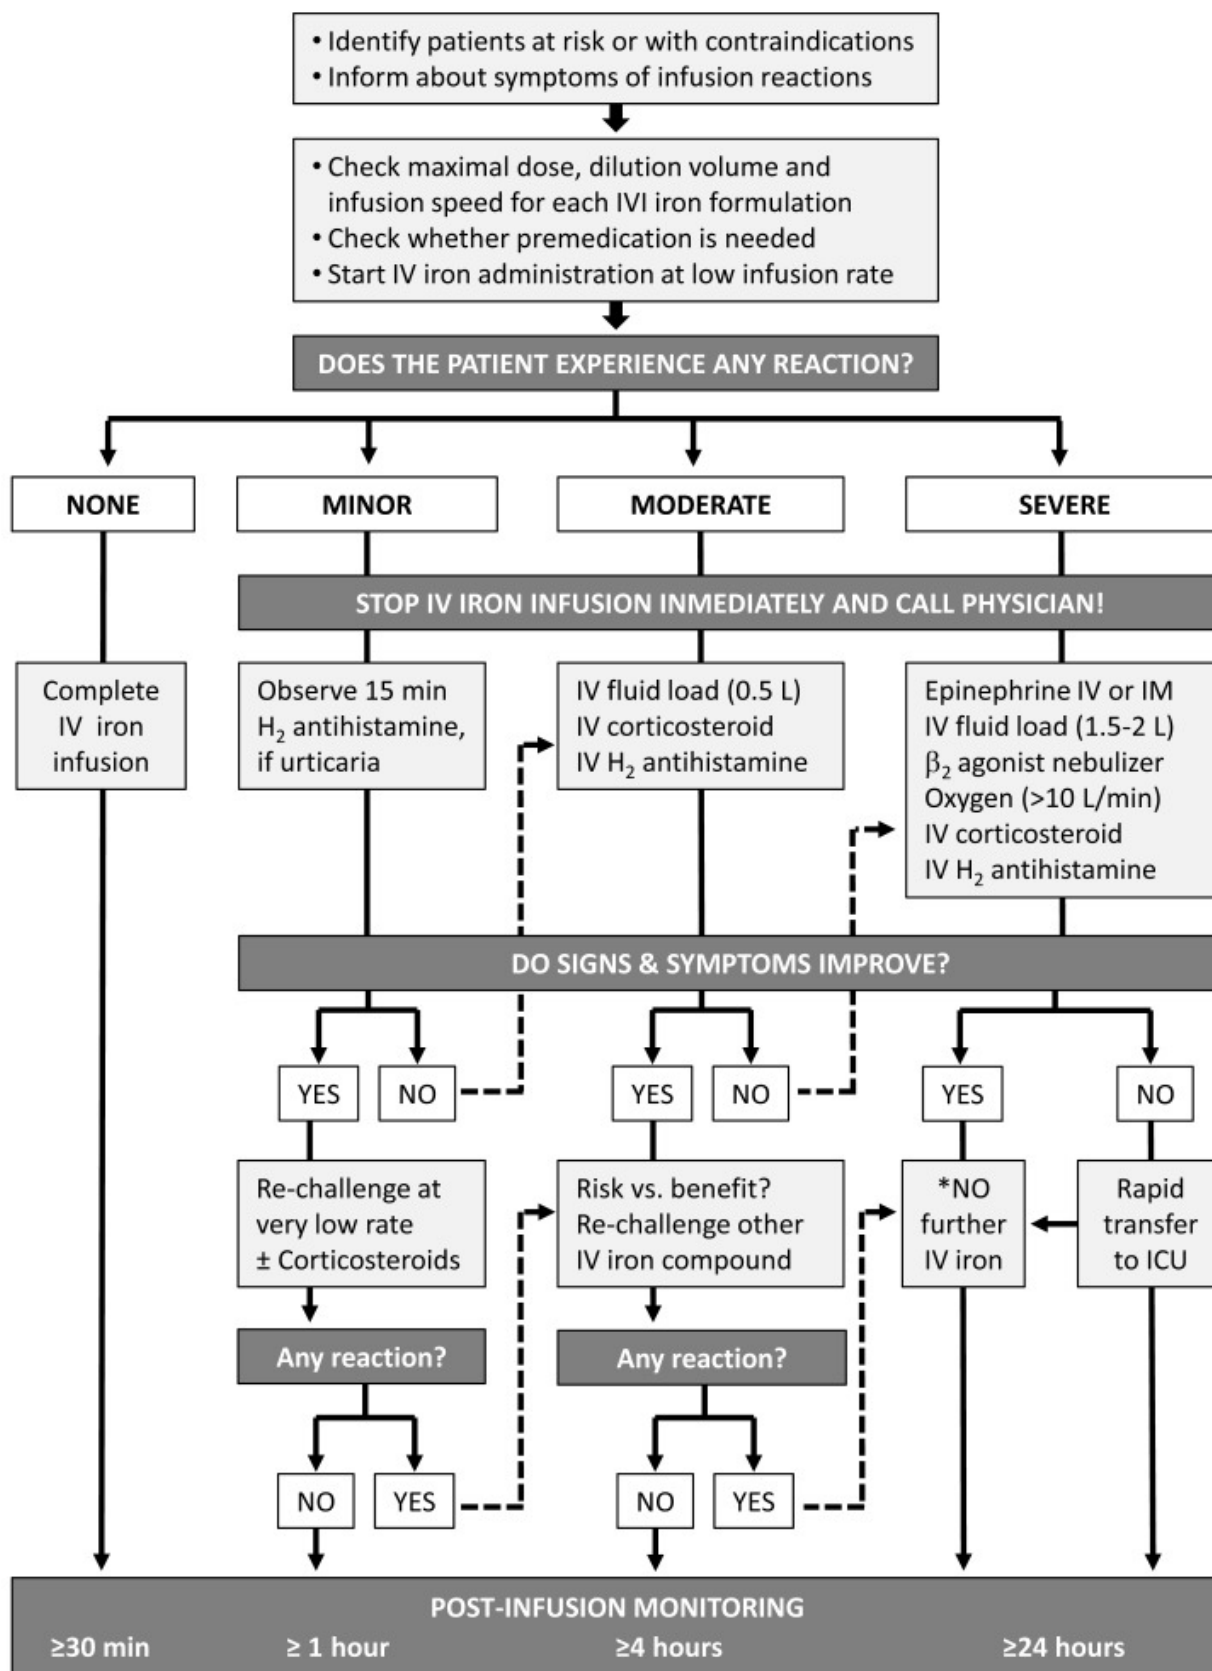 • Identify patients at risk or with contraindications
• Inform about symptoms of infusion reactions
• Check maximal dose, dilution volume and
infusion speed for each IVI iron formulation
• Check whether premedication is needed
• Start IV iron administration at low infusion rate
DOES THE PATIENT EXPERIENCE ANY REACTION?
NONE
MINOR
MODERATE
SEVERE
STOP IV IRON INFUSION INMEDIATELY AND CALL PHYSICIAN!
Complete
IV iron
infusion
Observe 15 min
H₂ antihistamine,
if urticaria
IV fluid load (0.5 L)
IV corticosteroid
IV H₂ antihistamine
Epinephrine IV or IM
IV fluid load (1.5-2 L)
β₂ agonist nebulizer
Oxygen (>10 L/min)
IV corticosteroid
IV H₂ antihistamine
DO SIGNS & SYMPTOMS IMPROVE?
YES
NO
YES
NO
YES
NO
Re-challenge at
very low rate
± Corticosteroids
Risk vs. benefit?
Re-challenge other
IV iron compound
*NO
further
IV iron
Rapid
transfer
to ICU
Any reaction?
Any reaction?
NO
YES
NO
YES
POST-INFUSION MONITORING
≥30 min
≥ 1 hour
≥4 hours
≥24 hours